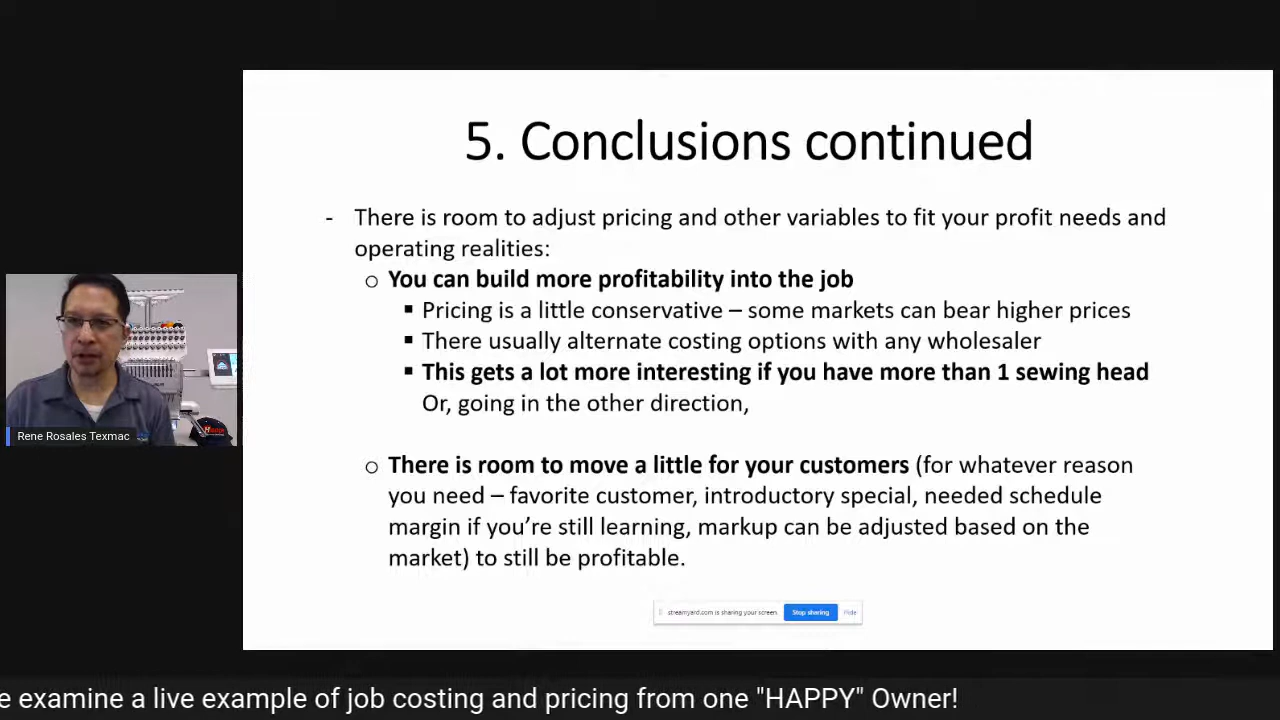 5. Conclusions continued
- There is room to adjust pricing and other variables to fit your profit needs and
operating realities:
o You can build more profitability into the job
▪ Pricing is a little conservative – some markets can bear higher prices
▪ There usually alternate costing options with any wholesaler
▪ This gets a lot more interesting if you have more than 1 sewing head
Or, going in the other direction,
o There is room to move a little for your customers (for whatever reason
you need – favorite customer, introductory special, needed schedule
margin if you're still learning, markup can be adjusted based on the
market) to still be profitable.
Rene Rosales Texmac
streamyard.com is sharing your screen. Stop sharing Hide
e examine a live example of job costing and pricing from one "HAPPY" Owner!